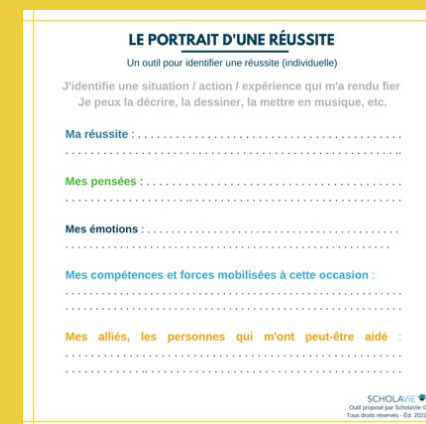 LE PORTRAIT D'UNE RÉUSSITE
Un outil pour identifier une réussite (individuelle)
J'identifie une situation / action / expérience qui m'a rendu fier
Je peux la décrire, la dessiner, la mettre en musique, etc.
Ma réussite : . . . . . . . . . . . . . . . . . . . . . . . . . . . . . . . . . . . . . . . . .
Mes pensées : . . . . . . . . . . . . . . . . . . . . . . . . . . . . . . . . . . . . . . . .
Mes émotions : . . . . . . . . . . . . . . . . . . . . . . . . . . . . . . . . . . . . . . .
Mes compétences et forces mobilisées à cette occasion :
Mes alliés, les personnes qui m'ont peut-être aidé :
SCHOLAVIE
Outil proposé par ScholaVie ©
Tous droits réservés - Éd. 2023